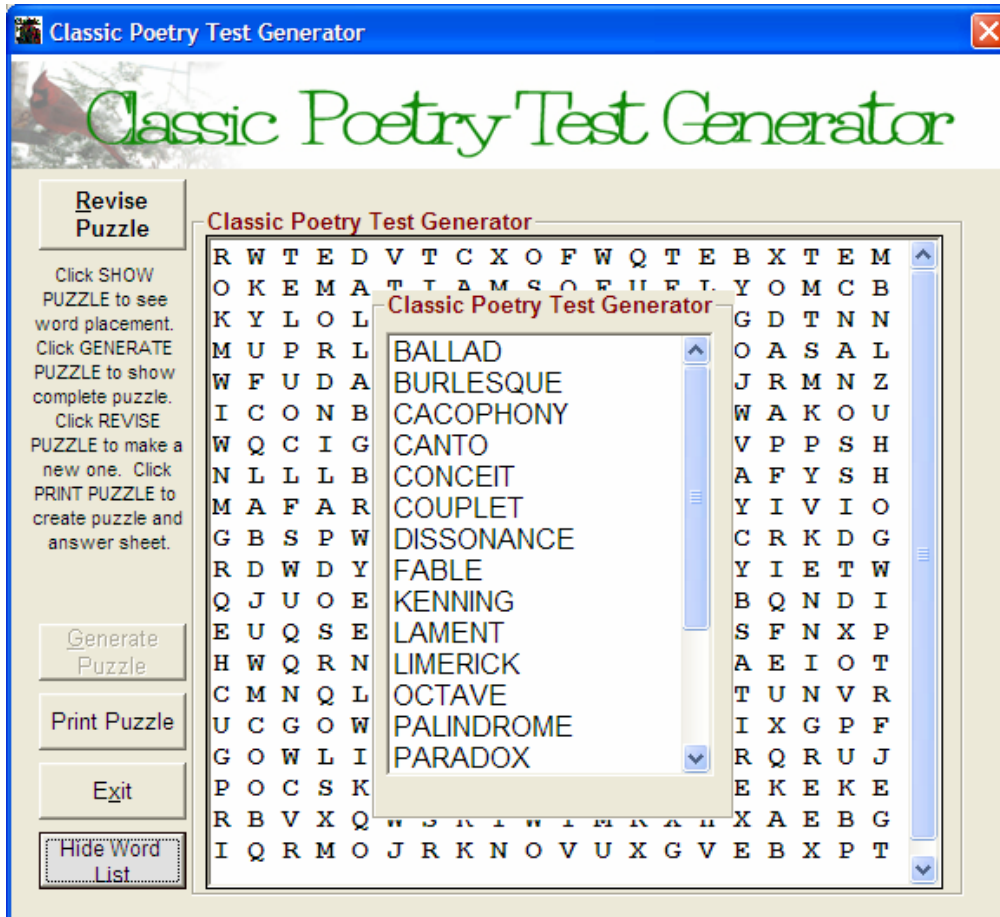 Classic Poetry Test Generator
Classic Poetry Test Generator
Revise
Puzzle
Click SHOW
PUZZLE to see
word placement.
Click GENERATE
PUZZLE to show
complete puzzle.
Click REVISE
PUZZLE to make a
new one. Click
PRINT PUZZLE to
create puzzle and
answer sheet.
Generate
Puzzle
Print Puzzle
Exit
Hide Word
List
Classic Poetry Test Generator
R W T E D V T C X O F W Q T E B X T E M
O K E M A T I A M S Q E U E L Y O M C B
K Y L O L G D T N N
M U P R L O A S A L
W F U D A J R M N Z
I C O N B W A K O U
W Q C I G V P P S H
N L L L B A F Y S H
M A F A R Y I V I O
G B S P W C R K D G
R D W D Y Y I E T W
Q J U O E B Q N D I
E U Q S E S F N X P
H W Q R N A E I O T
C M N Q L T U N V R
U C G O W I X G P F
G O W L I R Q R U J
P O C S K E K E K E
R B V X Q X A E B G
I Q R M O J R K N O V U X G V E B X P T
Classic Poetry Test Generator
BALLAD
BURLESQUE
CACOPHONY
CANTO
CONCEIT
COUPLET
DISSONANCE
FABLE
KENNING
LAMENT
LIMERICK
OCTAVE
PALINDROME
PARADOX